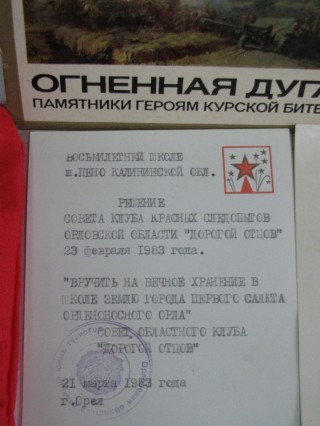 ОГНЕННАЯ ДУГА
ПАМЯТНИКИ ГЕРОЯМ КУРСКОЙ БИТВ
ВОСЬМИЛЕТНЕЙ ШКОЛЕ
п.ПЕНО КАЛИНИНСКОЙ ОБЛ.
РЕШЕНИЕ
СОВЕТА КЛУБА КРАСНЫХ СЛЕДОПЫТОВ
ОРЛОВСКОЙ ОБЛАСТИ "ДОРОГОЙ ОТЦОВ"
23 февраля 1983 года.
"ВРУЧИТЬ НА ВЕЧНОЕ ХРАНЕНИЕ В
ШКОЛЕ ЗЕМЛЮ ГОРОДА ПЕРВОГО САЛЮТА
ОРДЕНОНОСНОГО ОРЛА"
СОВЕТ ОБЛАСТНОГО КЛУБА
"ДОРОГОЙ ОТЦОВ"
21 марта 1983 года
г.Орел